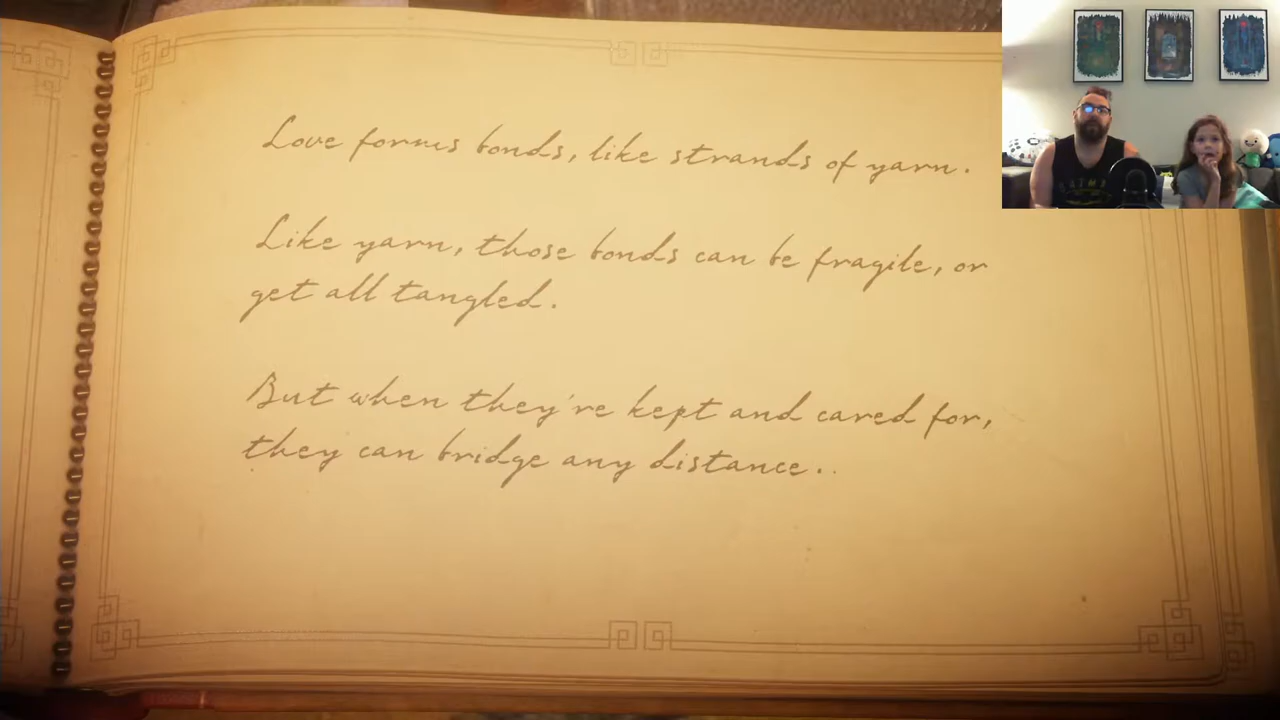 Love forms bonds, like strands of yarn.
Like yarn, those bonds can be fragile, or
get all tangled.
But when they're kept and cared for,
they can bridge any distance..